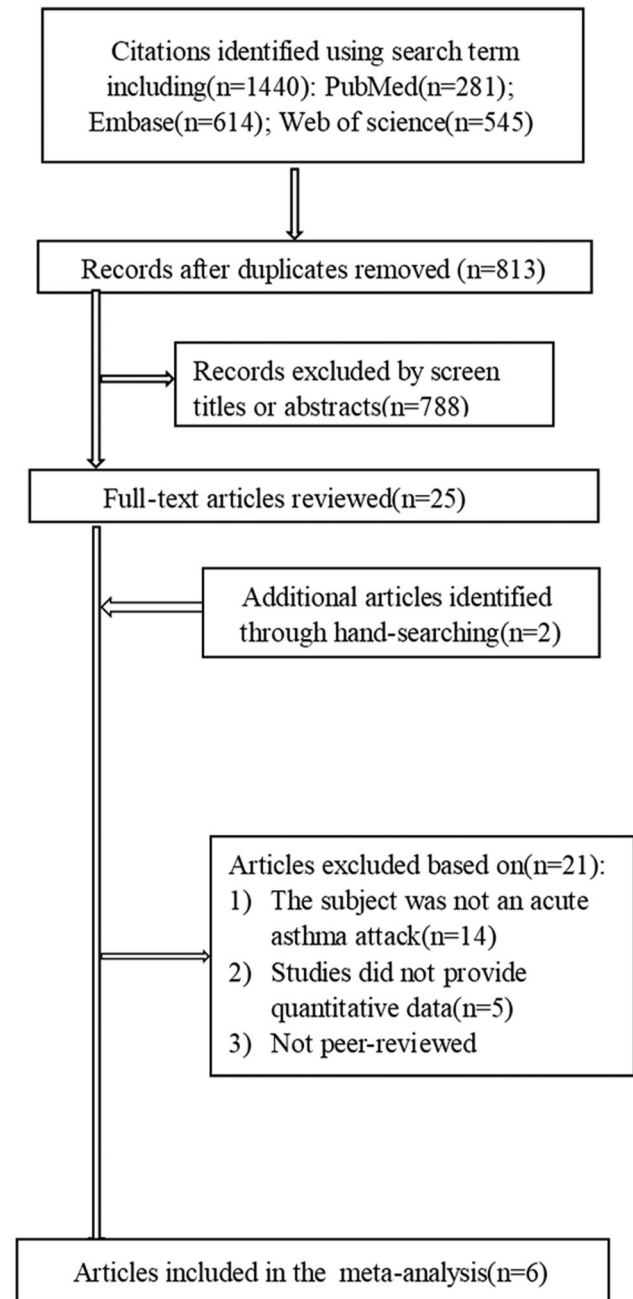 Citations identified using search term
including(n=1440): PubMed(n=281);
Embase(n=614); Web of science(n=545)
Records after duplicates removed (n=813)
Records excluded by screen
titles or abstracts(n=788)
Full-text articles reviewed(n=25)
Additional articles identified
through hand-searching(n=2)
Articles excluded based on(n=21):
1) The subject was not an acute
asthma attack(n=14)
2) Studies did not provide
quantitative data(n=5)
3) Not peer-reviewed
Articles included in the meta-analysis(n=6)